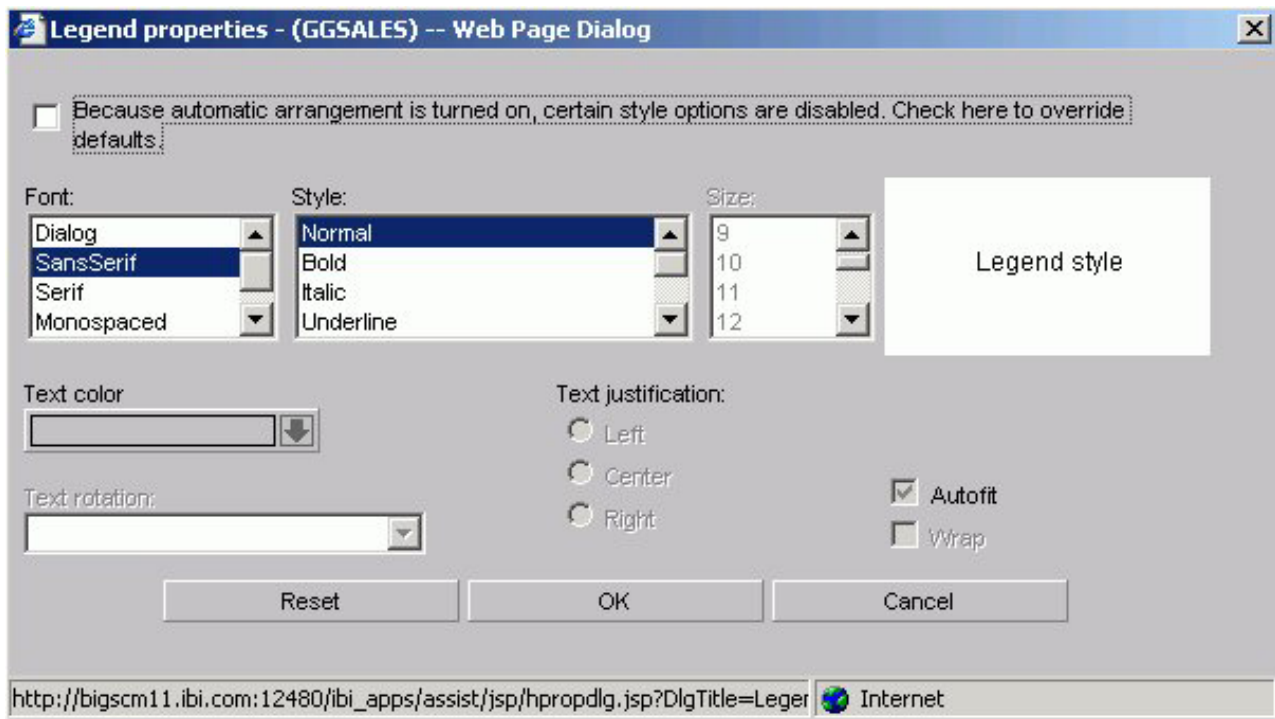 Legend properties - (GGSALES) -- Web Page Dialog
Because automatic arrangement is turned on, certain style options are disabled. Check here to override
defaults.
Font:
Style:
Size:
Dialog
SansSerif
Serif
Monospaced
Normal
Bold
Italic
Underline
9
10
11
12
Legend style
Text color
Text justification:
Left
Center
Right
Text rotation:
Autofit
Wrap
Reset
OK
Cancel
http://bigscm11.ibi.com:12480/ibi_apps/assist/jsp/hpropdlg.jsp?DlgTitle=Leger
Internet